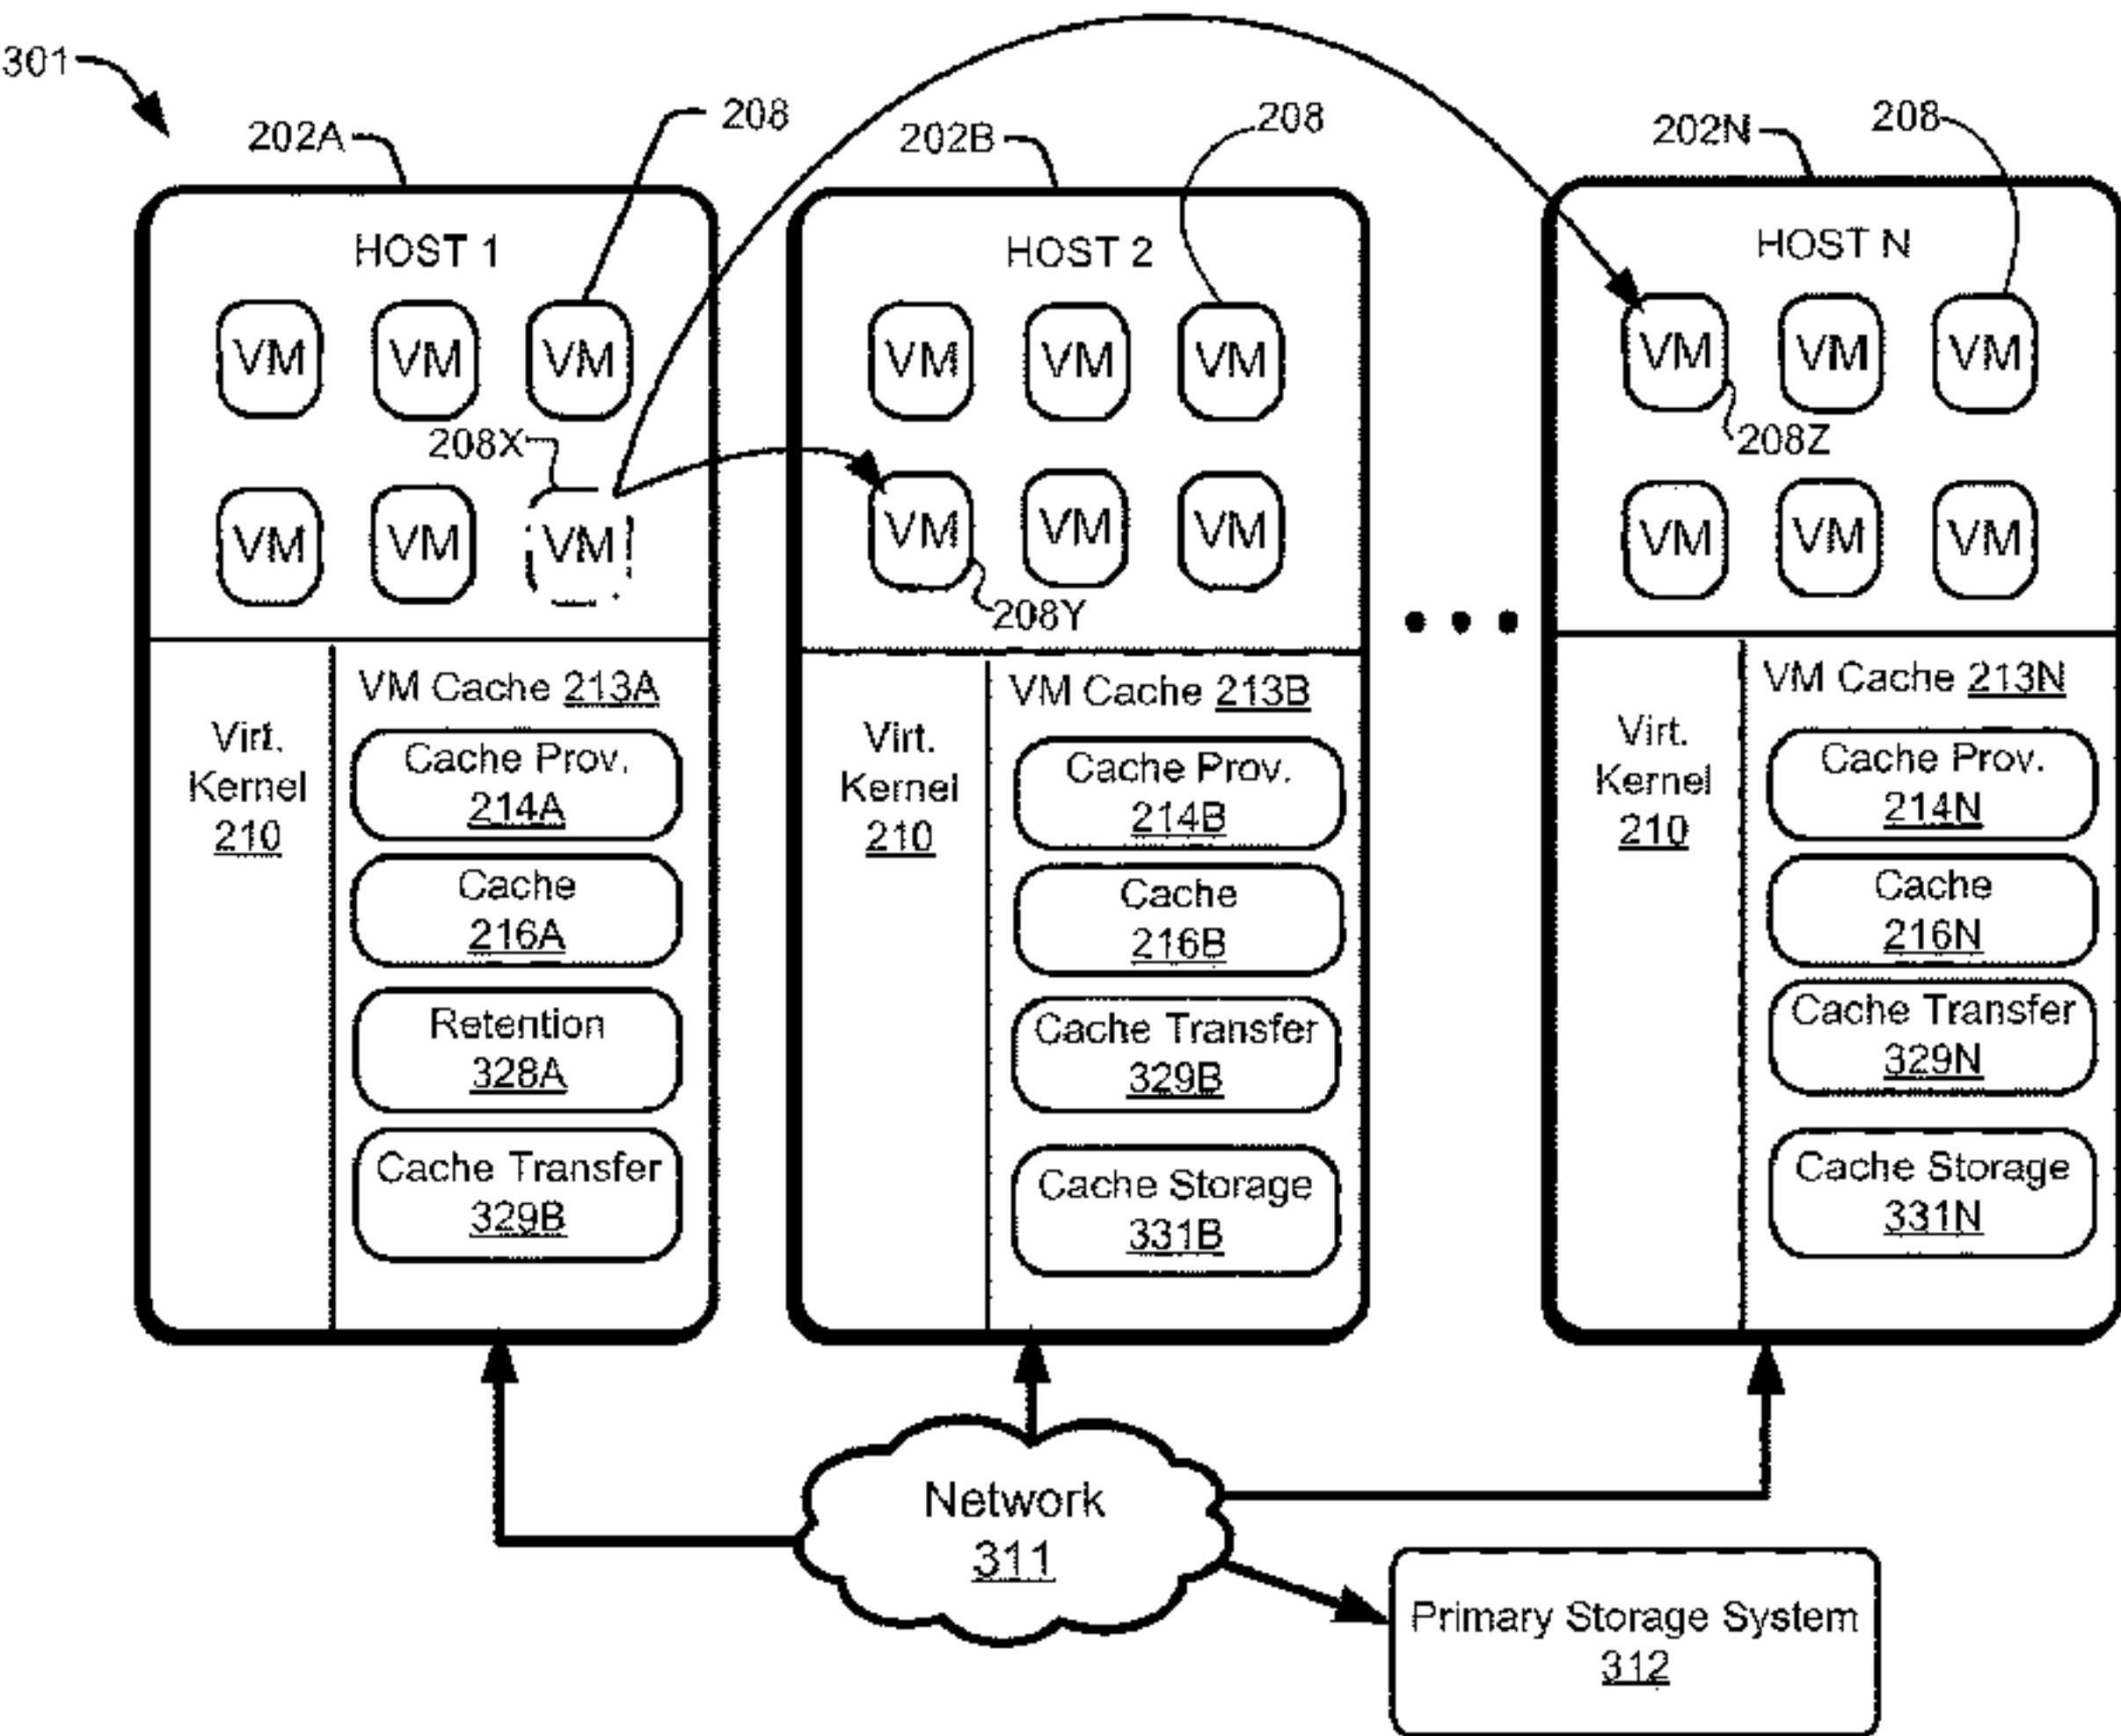 301
202A
208
202B
208
202N
208
HOST 1
VM VM VM
208X
VM VM VM
VM Cache 213A
Virt.
Kernel
210
Cache Prov.
214A
Cache
216A
Retention
328A
Cache Transfer
329B
HOST 2
VM VM VM
VM VM VM
208Y
VM Cache 213B
Virt.
Kernel
210
Cache Prov.
214B
Cache
216B
Cache Transfer
329B
Cache Storage
331B
HOST N
VM VM VM
208Z
VM VM VM
VM Cache 213N
Virt.
Kernel
210
Cache Prov.
214N
Cache
216N
Cache Transfer
329N
Cache Storage
331N
Network
311
Primary Storage System
312